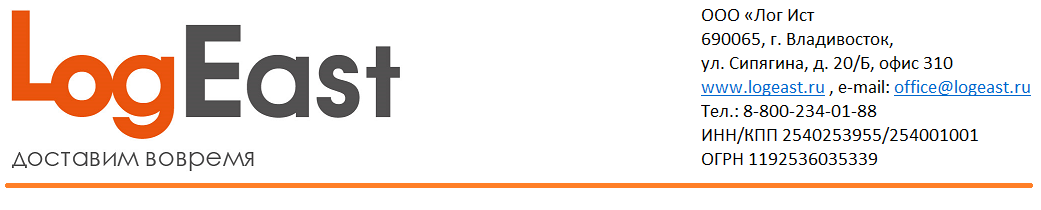 LogEast
доставим вовремя
ООО «Лог Ист
690065, г. Владивосток,
ул. Сипягина, д. 20/Б, офис 310
www.logeast.ru , e-mail: office@logeast.ru
Тел.: 8-800-234-01-88
ИНН/КПП 2540253955/254001001
ОГРН 1192536035339